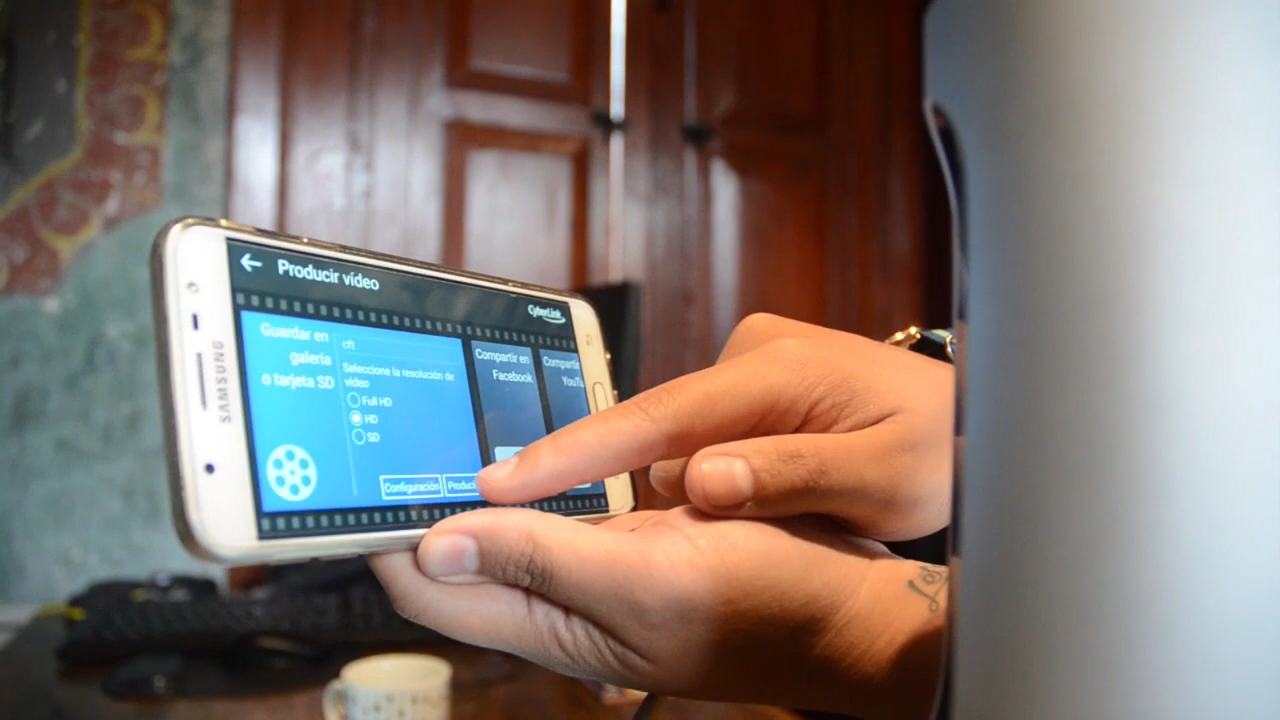 Producir vídeo
CyberLink
Guardar en
galería
o tarjeta SD
cft
Seleccione la resolución de
vídeo
Full HD
HD
SD
Configuración
Compartir en
Facebook
SAMSUNG